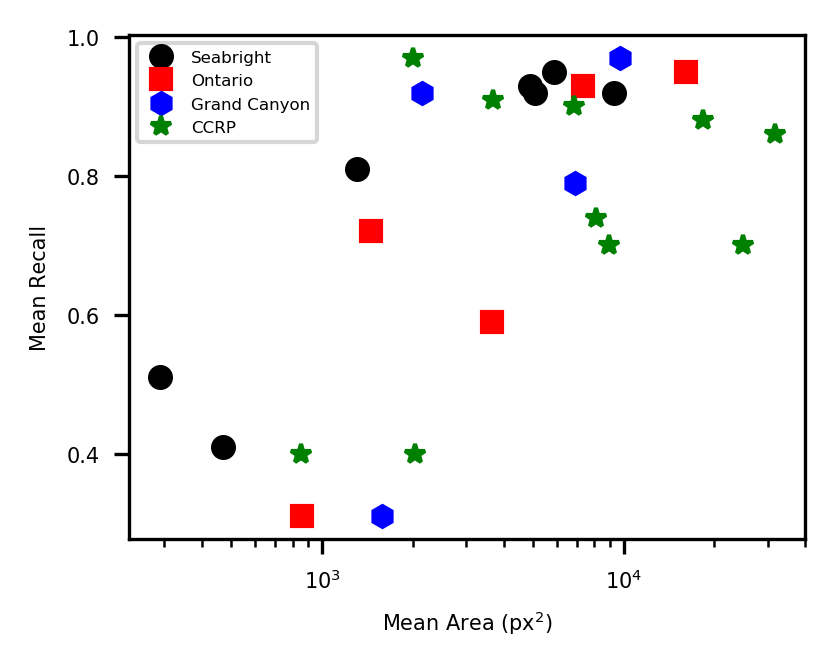 1.0
0.8
0.6
0.4
Mean Recall
Seabright
Ontario
Grand Canyon
CCRP
10³ 10⁴
Mean Area (px²)